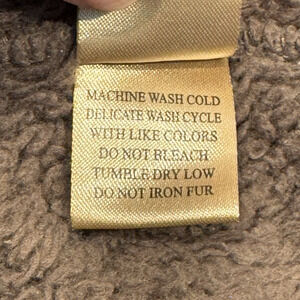 MACHINE WASH COLD
DELICATE WASH CYCLE
WITH LIKE COLORS
DO NOT BLEACH
TUMBLE DRY LOW
DO NOT IRON FUR